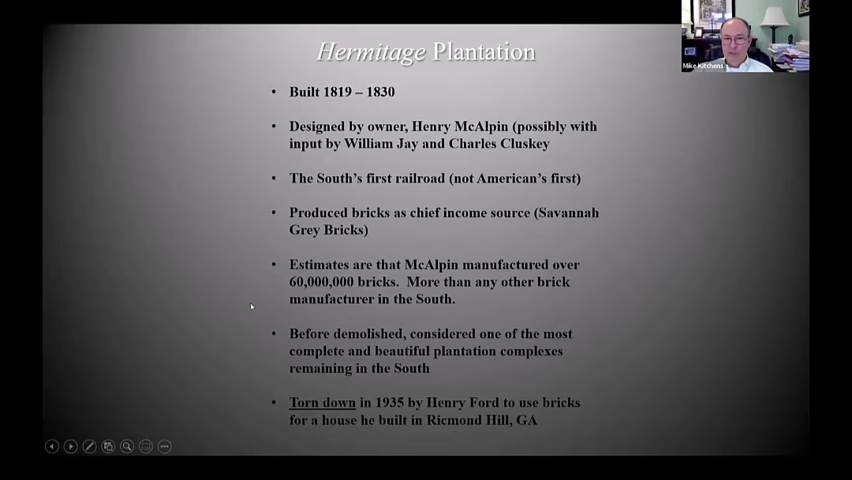 Hermitage Plantation
Mike Kitchens
• Built 1819 – 1830
• Designed by owner, Henry McAlpin (possibly with
input by William Jay and Charles Cluskey
• The South's first railroad (not American's first)
• Produced bricks as chief income source (Savannah
Grey Bricks)
• Estimates are that McAlpin manufactured over
60,000,000 bricks. More than any other brick
manufacturer in the South.
• Before demolished, considered one of the most
complete and beautiful plantation complexes
remaining in the South
• Torn down in 1935 by Henry Ford to use bricks
for a house he built in Ricmond Hill, GA